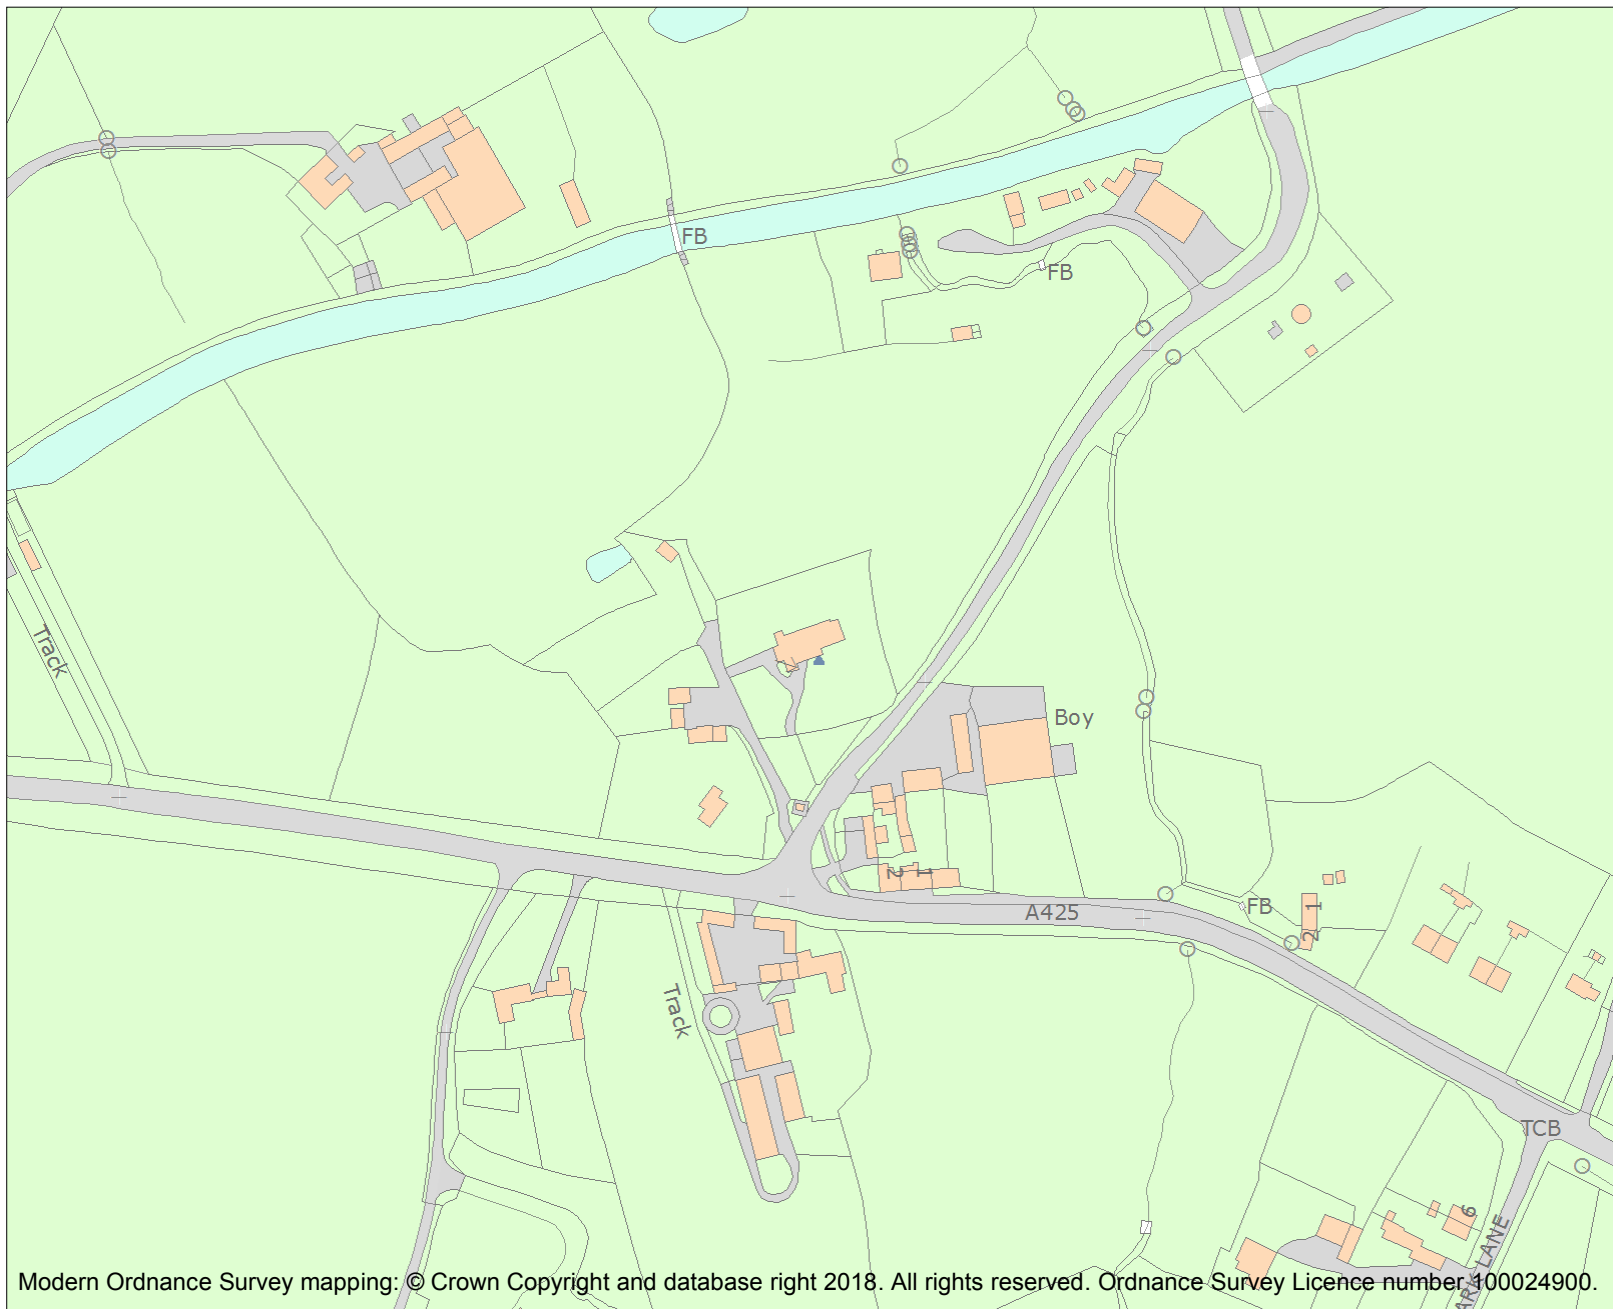 FB
FB
Track
Boy
2 1
A425
FB
1
2
Track
TCB
6
ARK LANE
Modern Ordnance Survey mapping: © Crown Copyright and database right 2018. All rights reserved. Ordnance Survey Licence number 100024900.